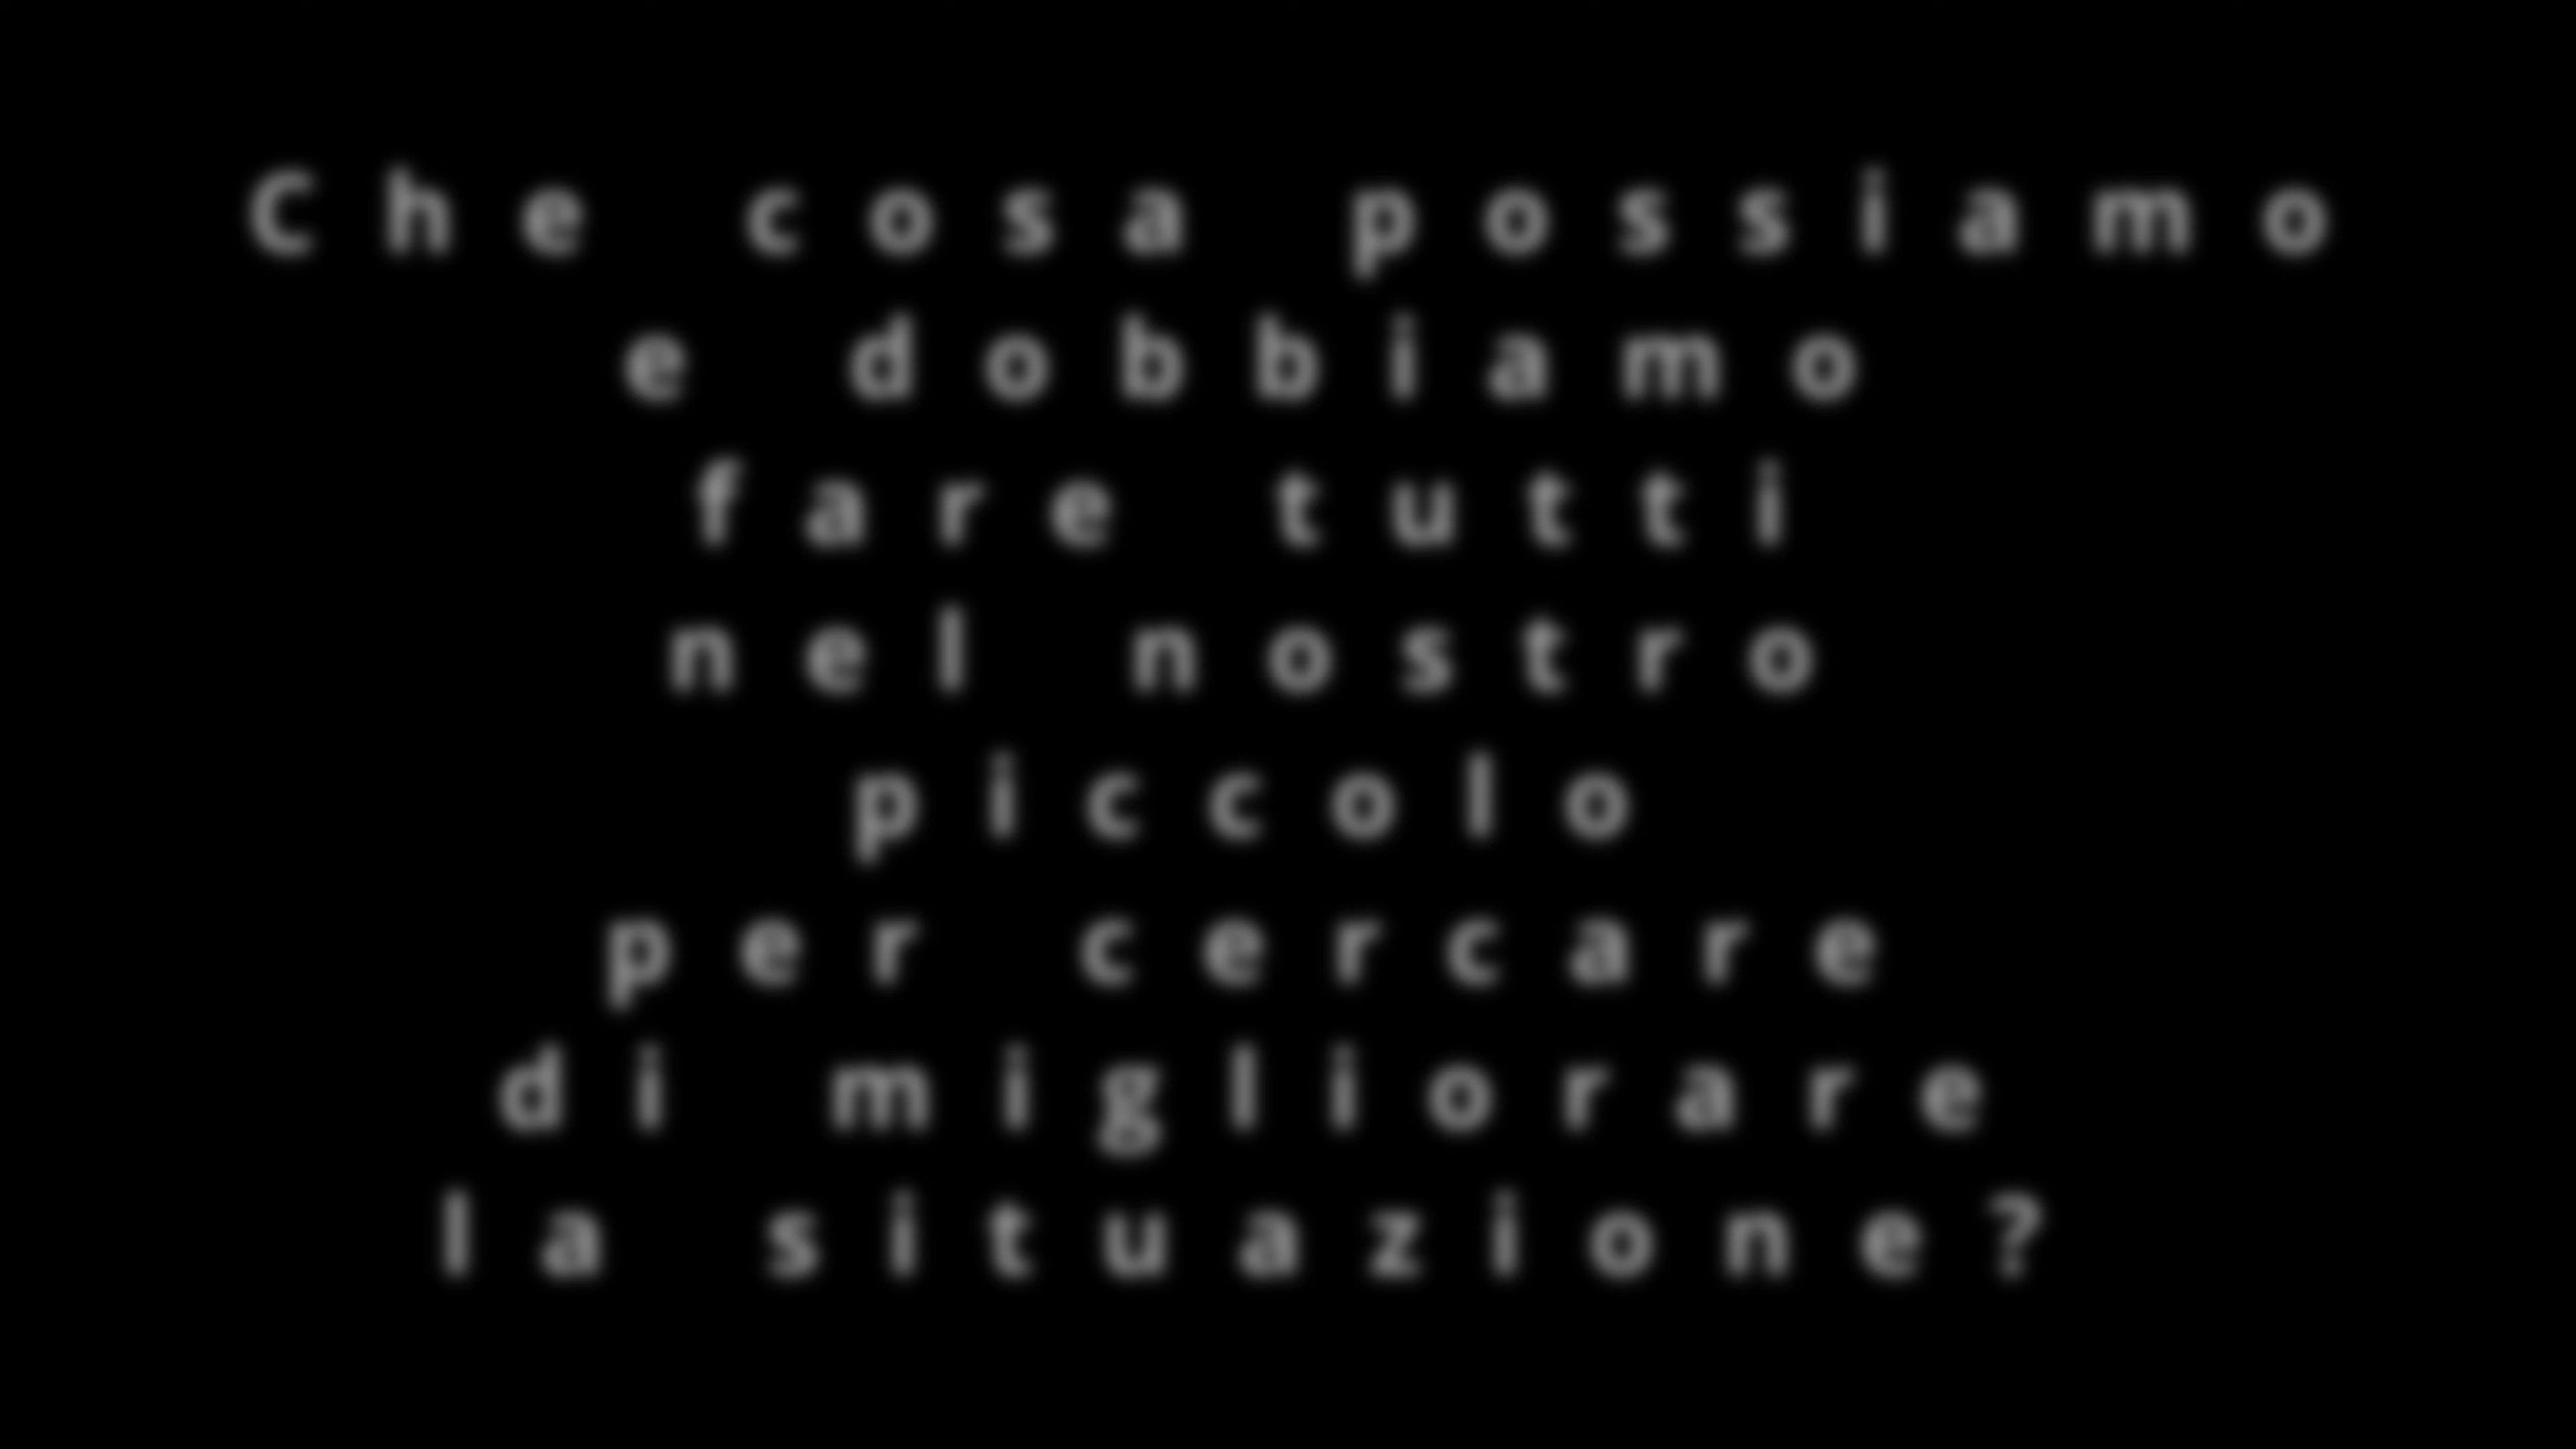 Che cosa possiamo
e dobbiamo
fare tutti
nel nostro
piccolo
per cercare
di migliorare
la situazione?